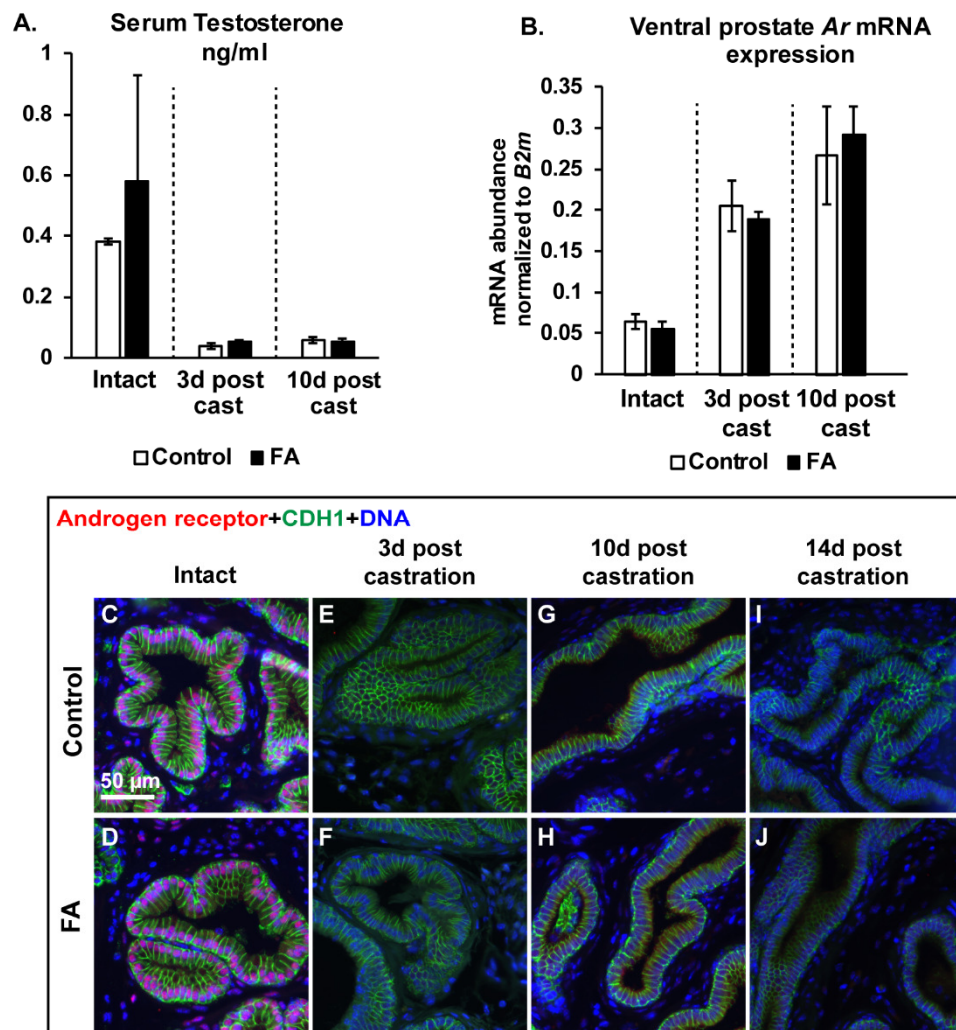 A.
Serum Testosterone
ng/ml
1
0.8
0.6
0.4
0.2
0
Intact
3d post
cast
10d post
cast
Control
FA
B.
Ventral prostate Ar mRNA
expression
mRNA abundance
normalized to B2m
0.35
0.3
0.25
0.2
0.15
0.1
0.05
0
Intact
3d post
cast
10d post
cast
Control
FA
Androgen receptor+CDH1+DNA
Intact
3d post
castration
10d post
castration
14d post
castration
Control
C
50 µm
E
G
I
FA
D
F
H
J